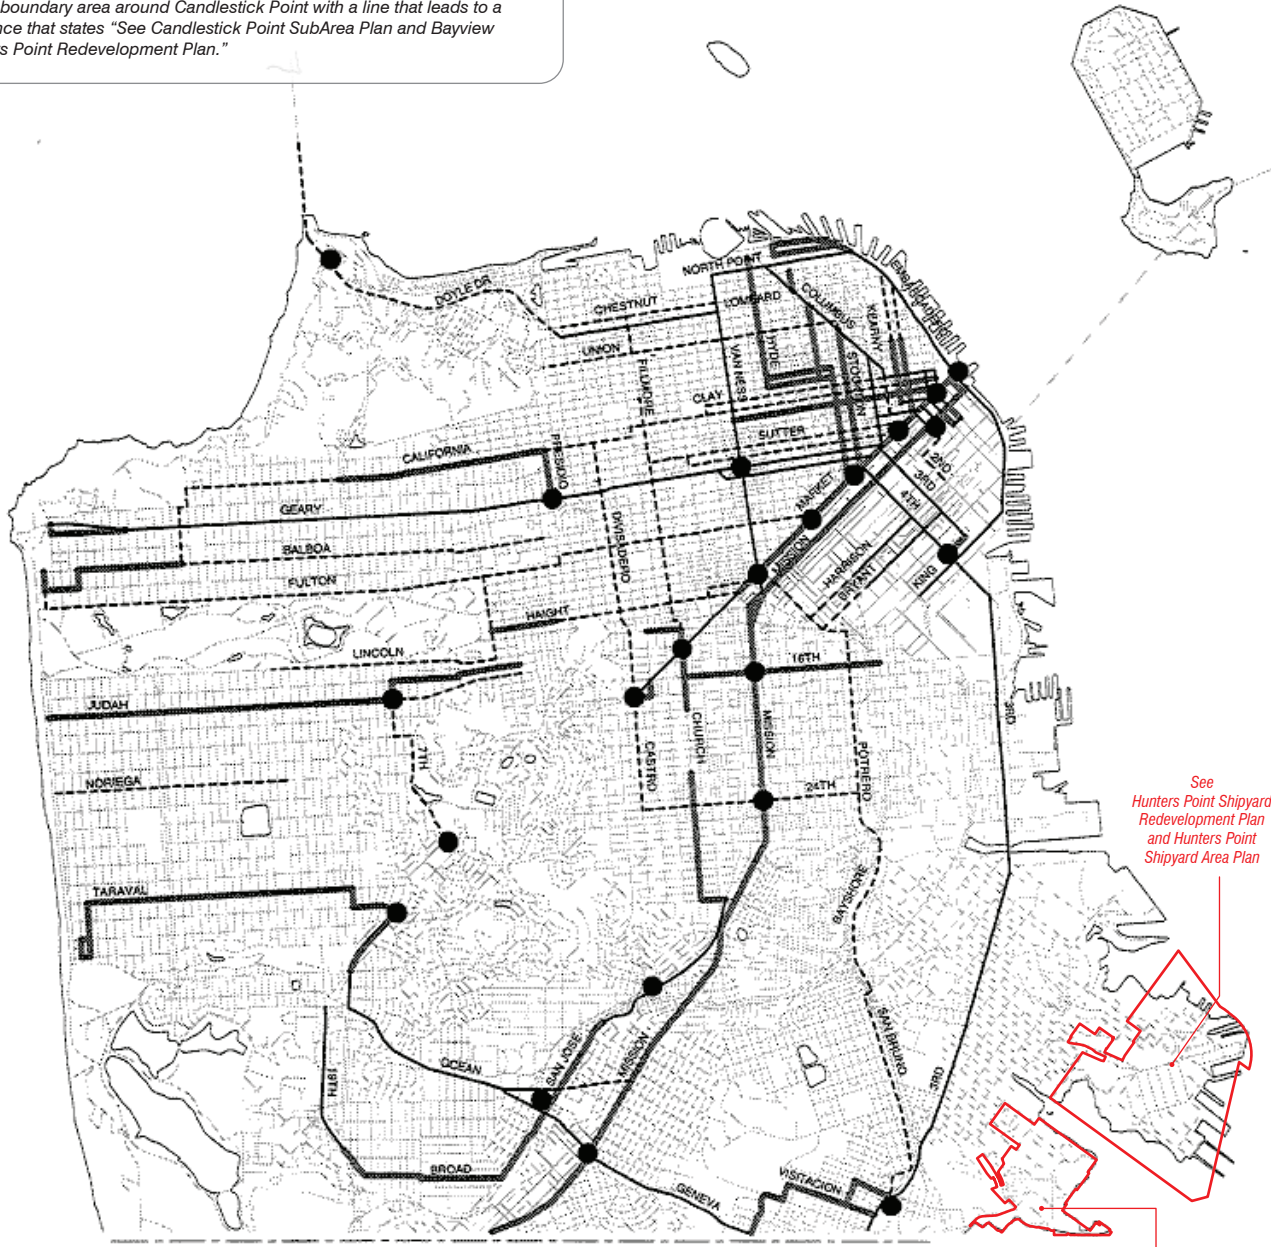 boundary area around Candlestick Point with a line that leads to a
nce that states “See Candlestick Point SubArea Plan and Bayview
s Point Redevelopment Plan.”
NORTH POINT
EMBARCADERO
DOYLE DR
CHESTNUT
LOMBARD
COLUMBUS
KEARNY
UNION
VAN NESS
HYDE
STOCKTON
FILLMORE
CLAY
SUTTER
CALIFORNIA
PRESIDIO
2ND
3RD
4TH
MARKET
GEARY
DIVISADERO
BALBOA
MISSION
HARRISON
BRYANT
KING
FULTON
HAIGHT
LINCOLN
16TH
JUDAH
3RD
CHURCH
MISSION
7TH
CASTRO
POTRERO
NORIEGA
24TH
See
Hunters Point Shipyard
Redevelopment Plan
and Hunters Point
Shipyard Area Plan
TARAVAL
BAYSHORE
SAN BRUNO
SAN JOSE
MISSION
OCEAN
19TH
3RD
BROAD
GENEVA
VISITACION